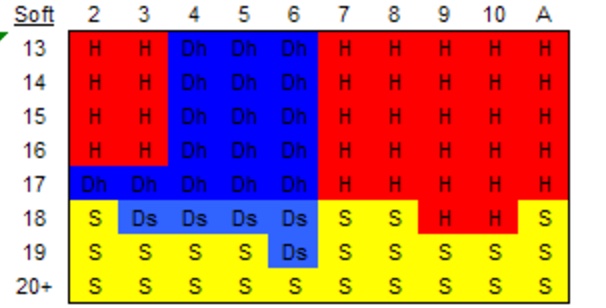 Soft 2 3 4 5 6 7 8 9 10 A
13 H H Dh Dh Dh H H H H H
14 H H Dh Dh Dh H H H H H
15 H H Dh Dh Dh H H H H H
16 H H Dh Dh Dh H H H H H
17 Dh Dh Dh Dh Dh H H H H H
18 S Ds Ds Ds Ds S S H H S
19 S S S S Ds S S S S S
20+ S S S S S S S S S S